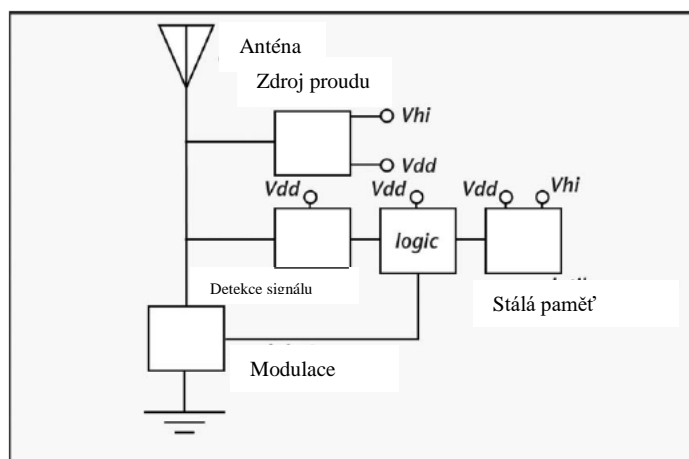 Anténa
Zdroj proudu
Vhi
Vdd
Vdd Vdd Vdd Vhi
logic
Detekce signálu
Stálá paměť
Modulace